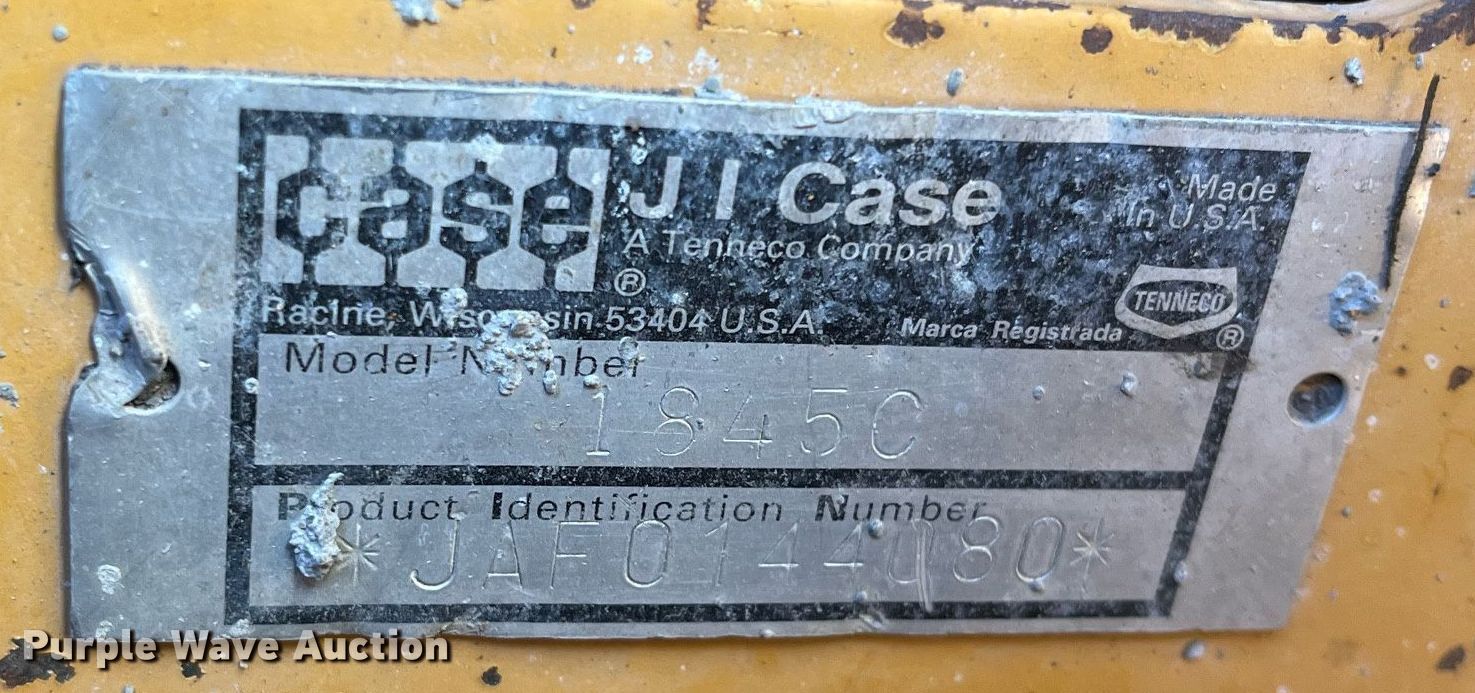 case
J I Case
A Tenneco Company
®
Made
In U.S.A.
TENNECO
®
Racine, Wisconsin 53404 U.S.A.
Marca Registrada
Model Number
1845C
Product Identification Number
*JAF0144080*
Purple Wave Auction